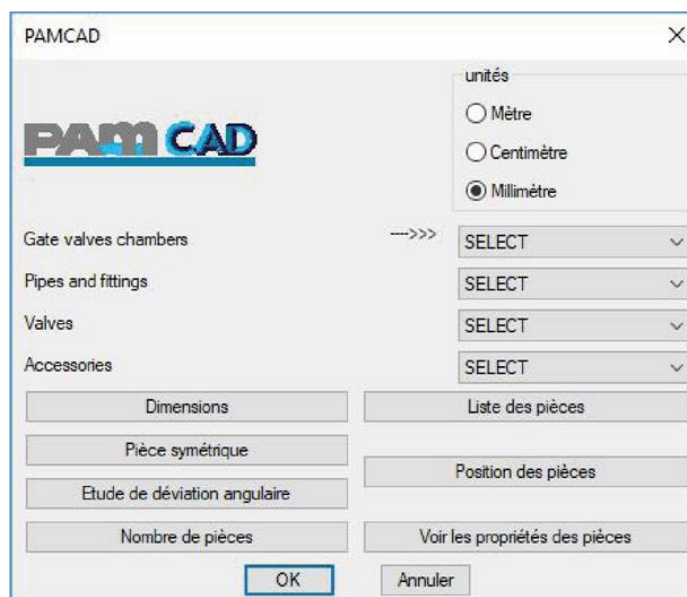 PAMCAD
unités
Mètre
PAM CAD
Centimètre
Millimètre
Gate valves chambers --->>> SELECT
Pipes and fittings SELECT
Valves SELECT
Accessories SELECT
Dimensions Liste des pièces
Pièce symétrique
Position des pièces
Etude de déviation angulaire
Nombre de pièces Voir les propriétés des pièces
OK Annuler